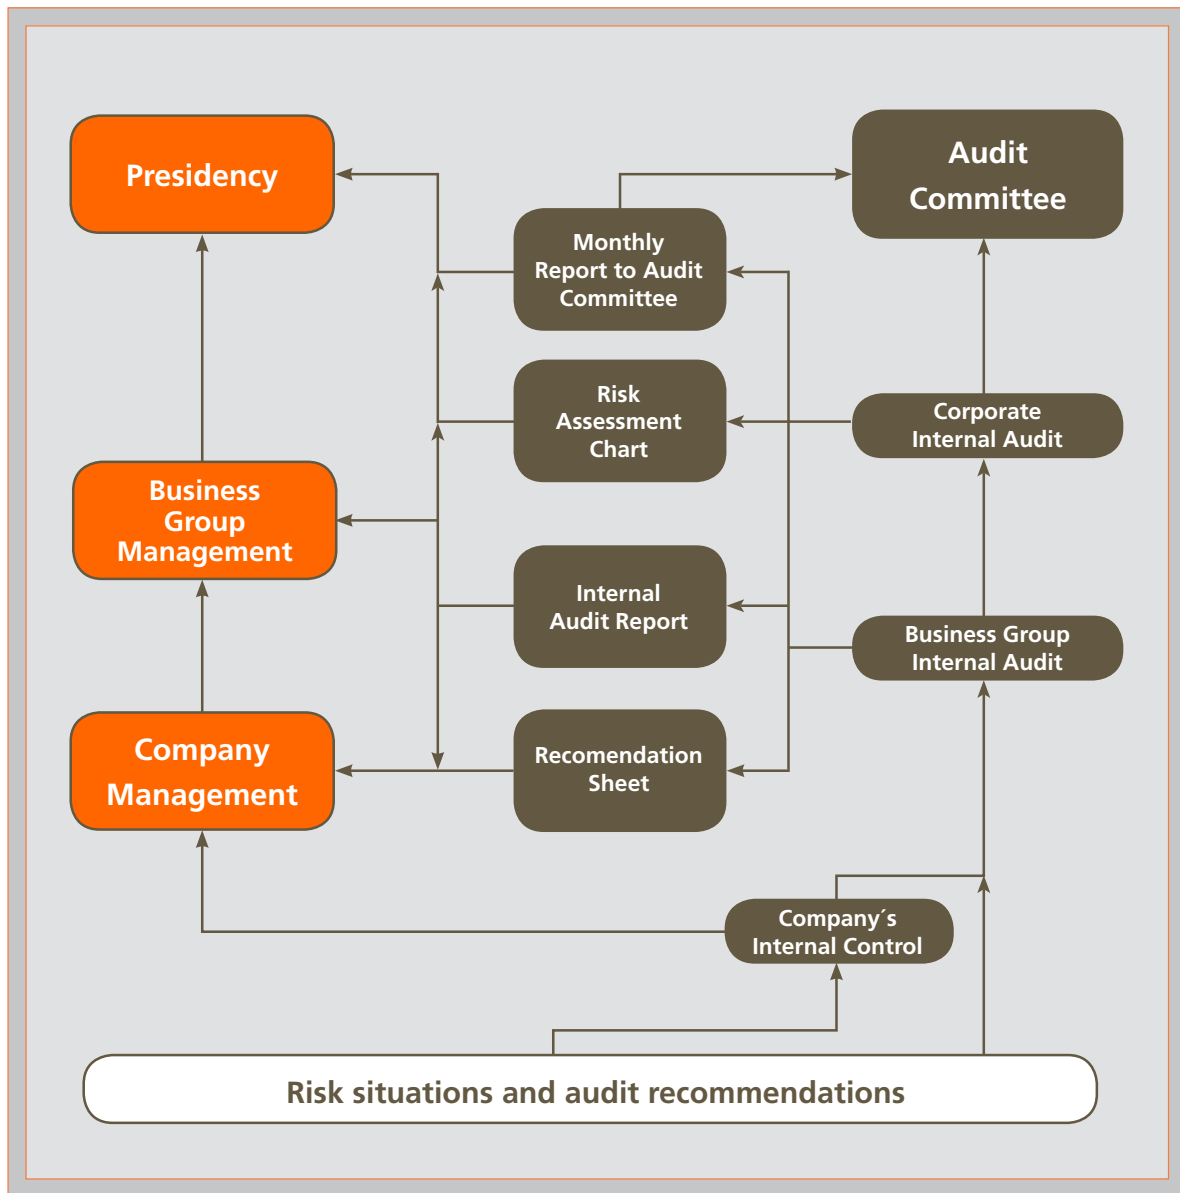 Presidency
Audit
Committee
Monthly
Report to Audit
Committee
Risk
Assessment
Chart
Corporate
Internal Audit
Business
Group
Management
Internal
Audit Report
Business Group
Internal Audit
Company
Management
Recomendation
Sheet
Company´s
Internal Control
Risk situations and audit recommendations